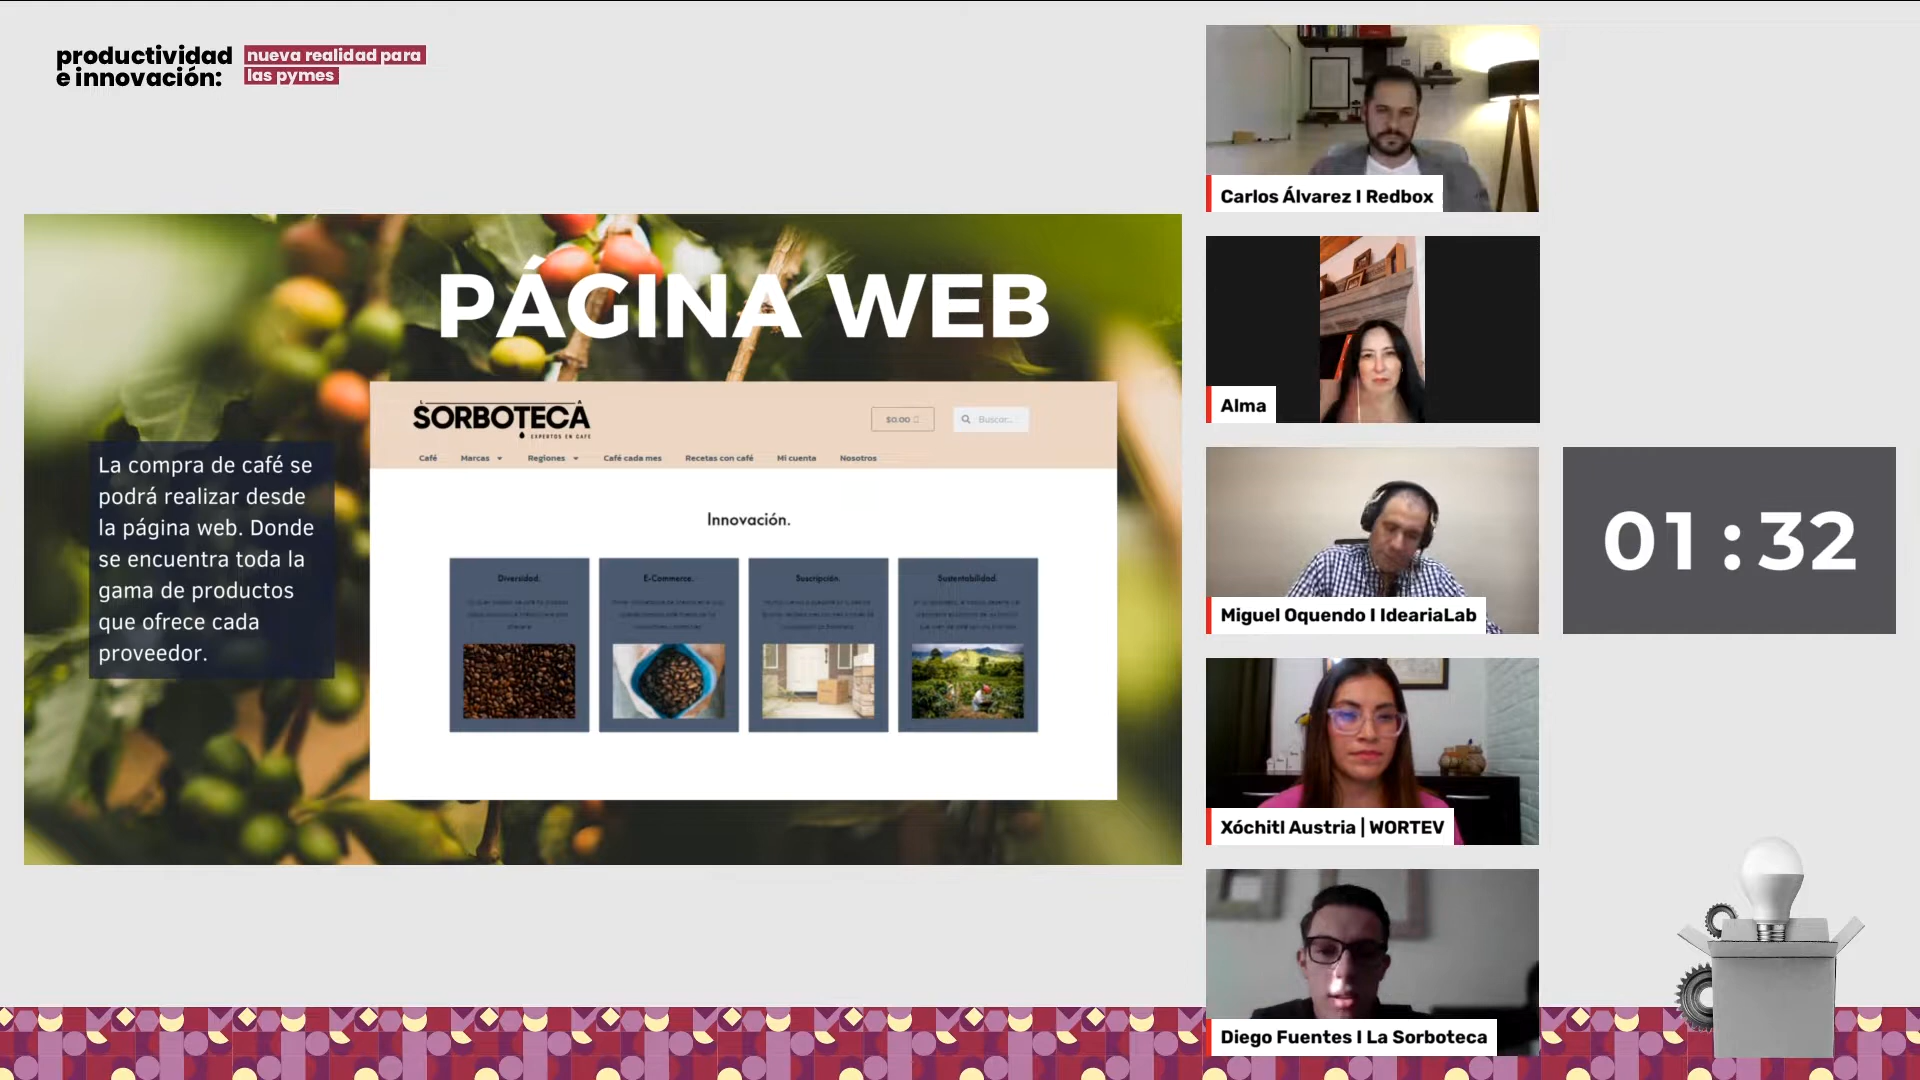 productividad
e innovación:
nueva realidad para
las pymes
PÁGINA WEB
La compra de café se
podrá realizar desde
la página web. Donde
se encuentra toda la
gama de productos
que ofrece cada
proveedor.
LA
SORBOTECA
EXPERTOS EN CAFÉ
$0.00
Buscar...
Café
Marcas
Regiones
Café cada mes
Recetas con café
Mi cuenta
Nosotros
Innovación.
Diversidad.
E-Commerce.
Suscripción.
Sustentabilidad.
Carlos Álvarez I Redbox
Alma
Miguel Oquendo I IdeariaLab
Xóchitl Austria | WORTEV
Diego Fuentes I La Sorboteca
01:32